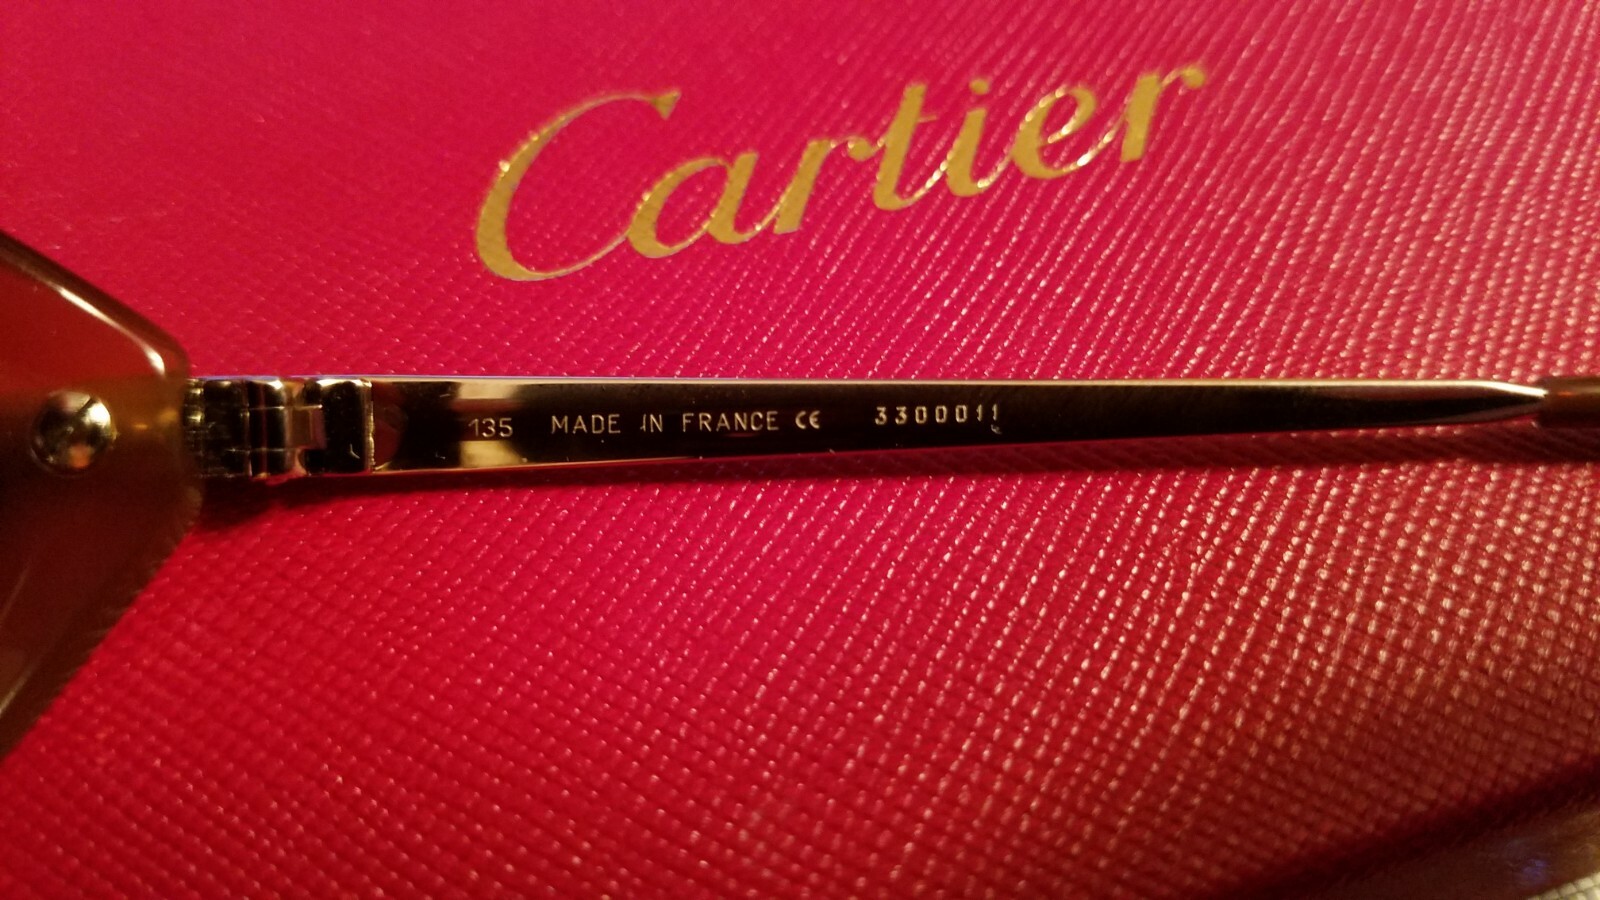 Cartier
135 MADE IN FRANCE CE 3300011